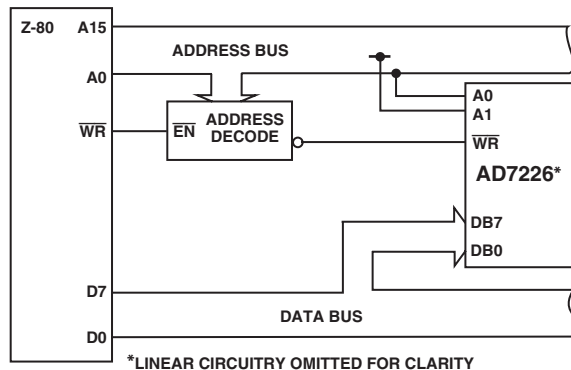 Z-80 A15
ADDRESS BUS
A0
A0
A1
WR
EN ADDRESS
DECODE
WR
AD7226*
DB7
DB0
D7
DATA BUS
D0
*LINEAR CIRCUITRY OMITTED FOR CLARITY